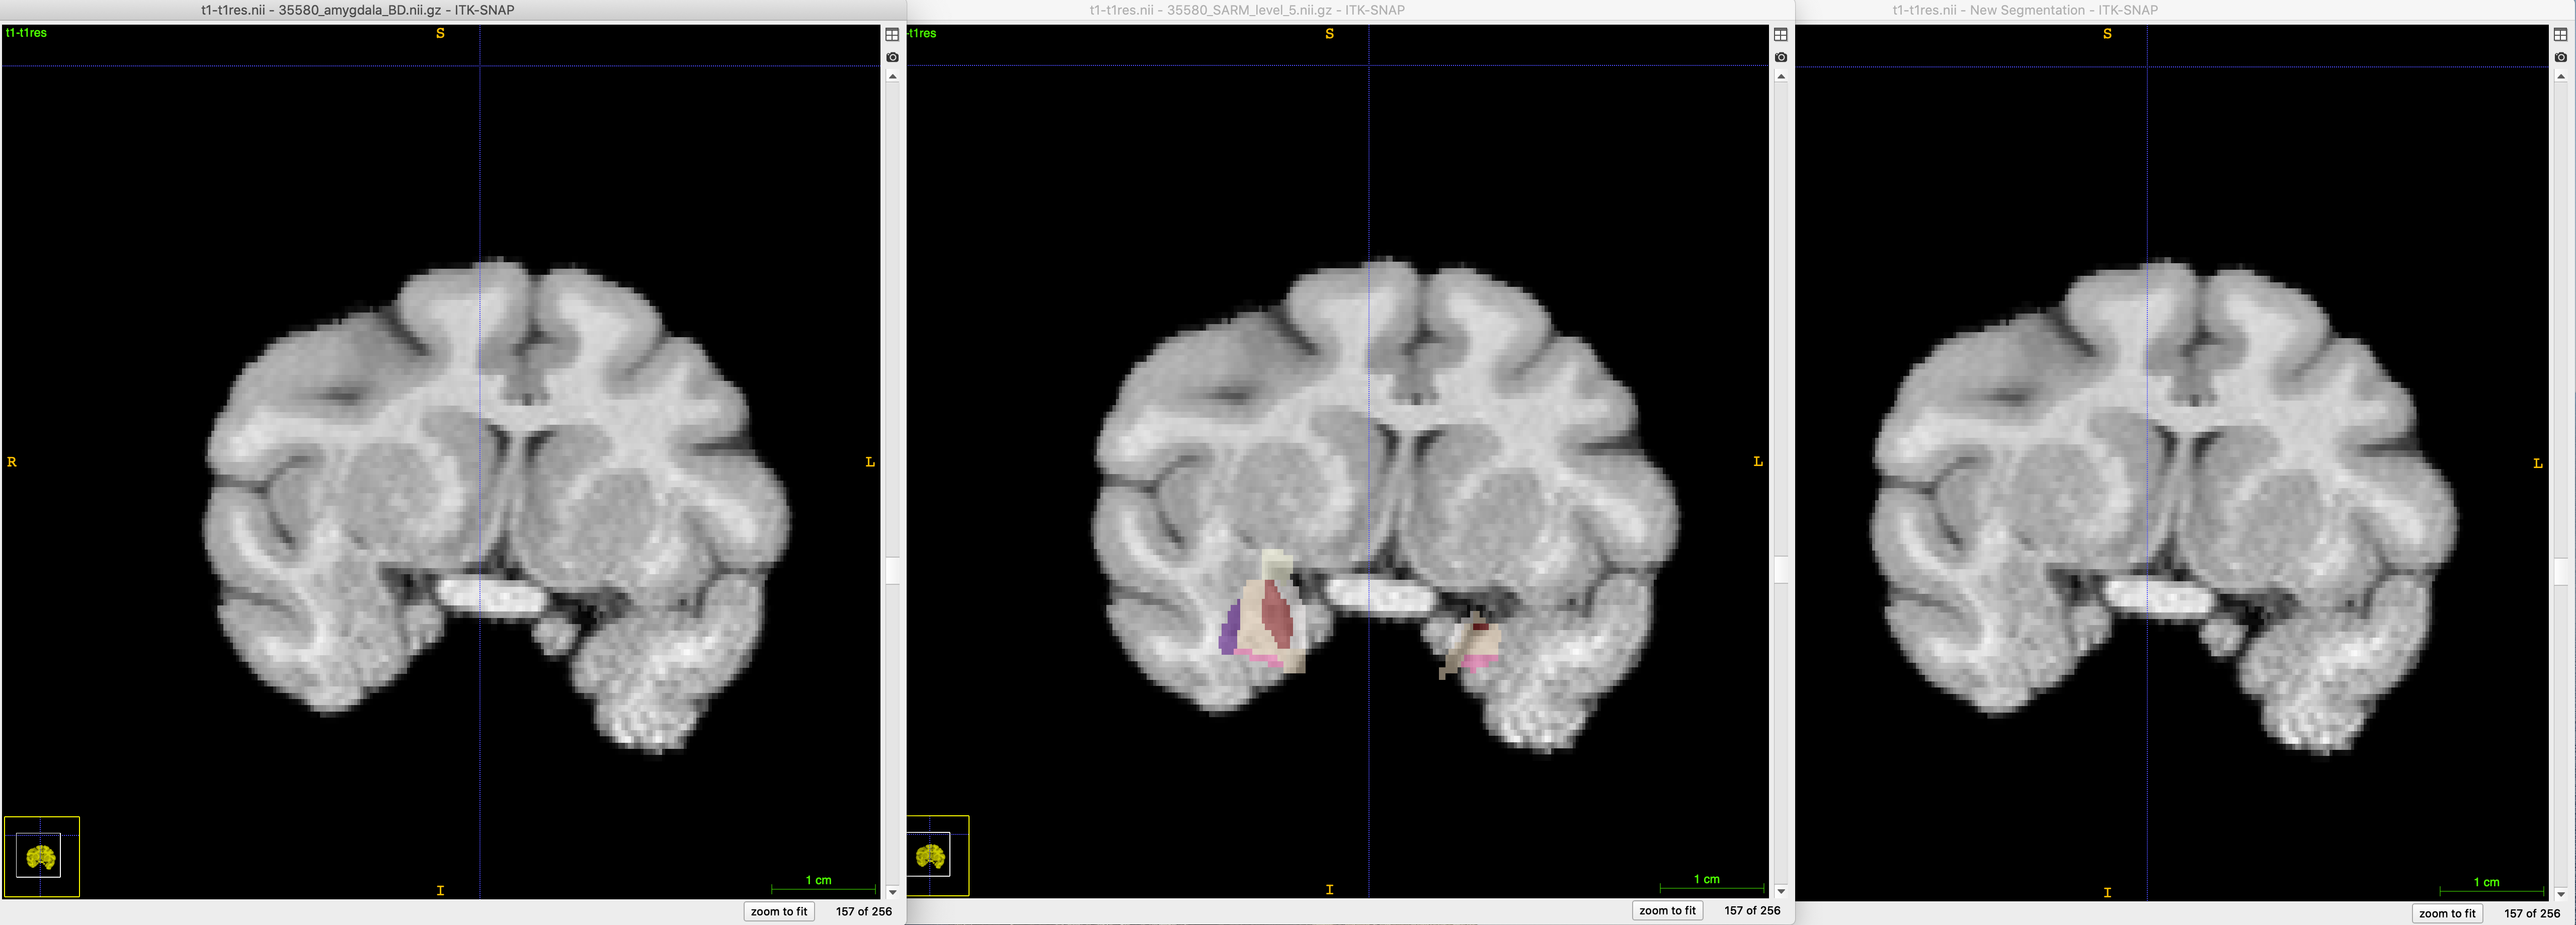 t1-t1res.nii - 35580_amygdala_BD.nii.gz - ITK-SNAP
t1-t1res
S
R
L
I
1 cm
zoom to fit
157 of 256
t1-t1res.nii - 35580_SARM_level_5.nii.gz - ITK-SNAP
-t1res
S
L
I
1 cm
zoom to fit
157 of 256
t1-t1res.nii - New Segmentation - ITK-SNAP
S
L
I
1 cm
zoom to fit
157 of 256